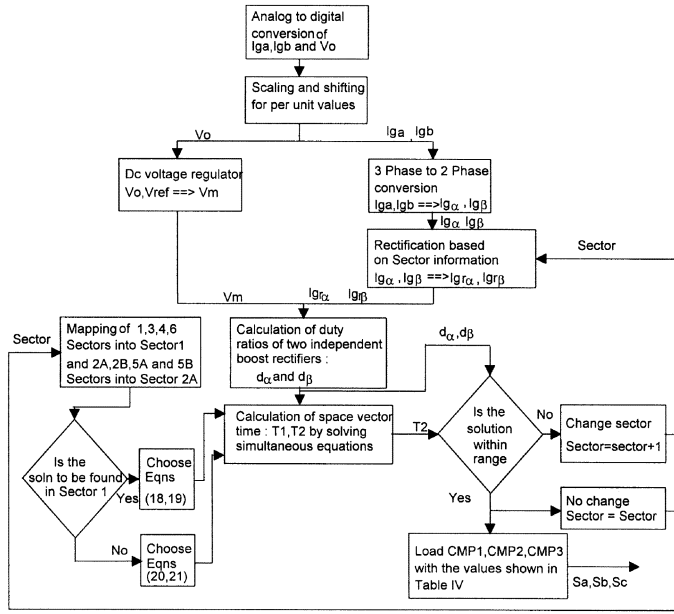 Analog to digital
conversion of
Iga,Igb and Vo
Scaling and shifting
for per unit values
Vo
Iga, Igb
Dc voltage regulator
Vo,Vref ==> Vm
3 Phase to 2 Phase
conversion
Iga,Igb ==>Igα , Igβ
Igα Igβ
Rectification based
on Sector information
Igα , Igβ ==>Igrα, Igrβ
Sector
Vm
Igrα Igrβ
Sector
Mapping of 1,3,4,6
Sectors into Sector1
and 2A,2B,5A and 5B
Sectors into Sector 2A
Calculation of duty
ratios of two independent
boost rectifiers :
dα and dβ
dα,dβ
Calculation of space vector
time : T1,T2 by solving
simultaneous equations
T2
Is the
solution
within
range
No
Change sector
Sector=sector+1
Is the
soln to be found
in Sector 1
Yes
Choose
Eqns
(18,19)
No
Choose
Eqns
(20,21)
Yes
No change
Sector = Sector
Load CMP1,CMP2,CMP3
with the values shown in
Table IV
Sa,Sb,Sc